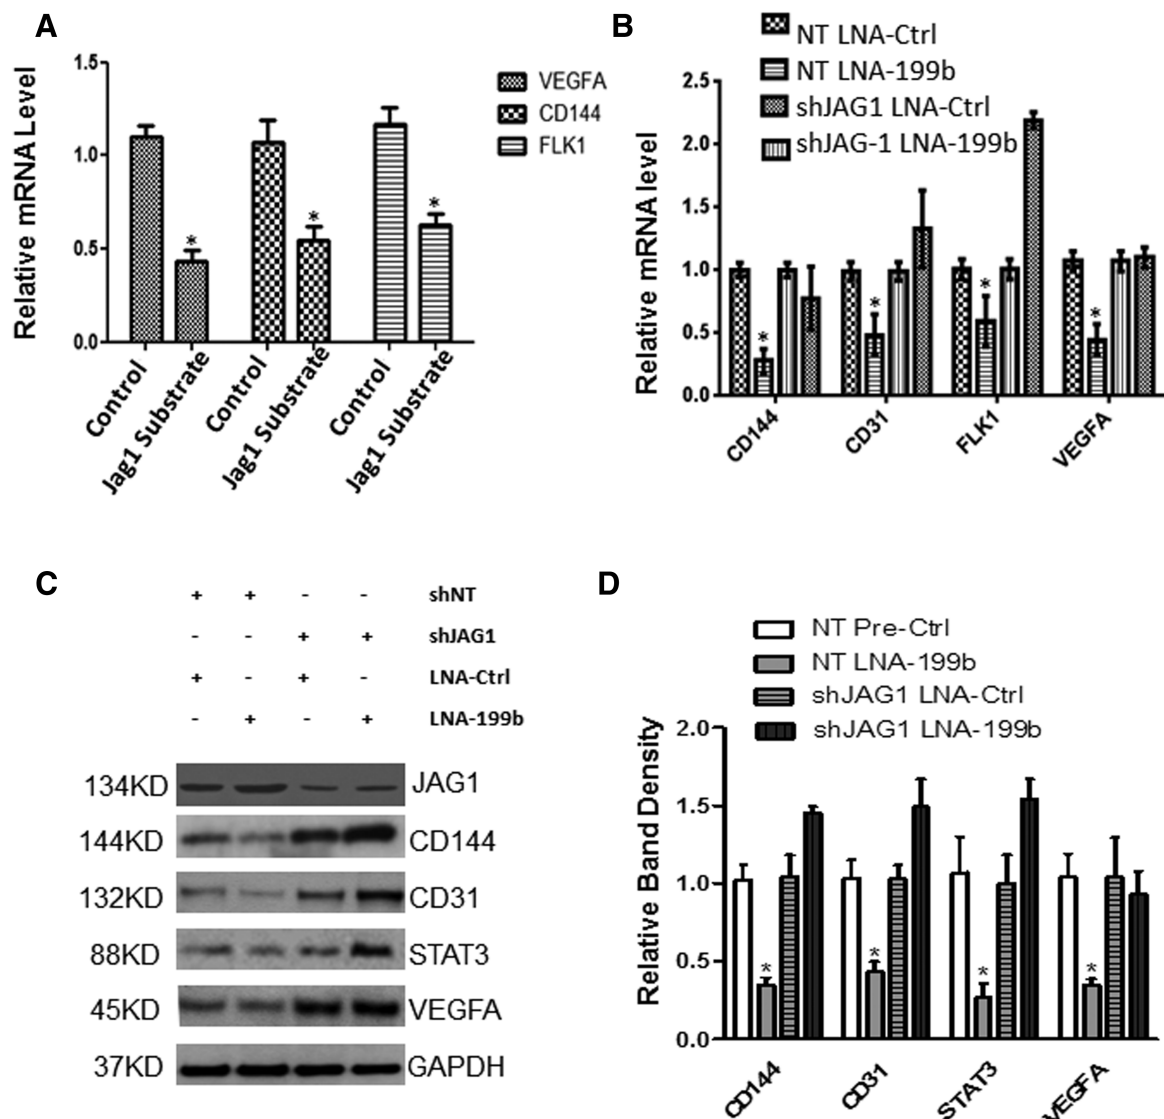 A
Relative mRNA Level
1.5
1.0
0.5
0.0
VEGFA
CD144
FLK1
*
*
*
Control
Jag1 Substrate
Control
Jag1 Substrate
Control
Jag1 Substrate
B
NT LNA-Ctrl
NT LNA-199b
shJAG1 LNA-Ctrl
shJAG-1 LNA-199b
Relative mRNA level
2.5
2.0
1.5
1.0
0.5
0.0
*
*
*
*
CD144
CD31
FLK1
VEGFA
C
+ + - - shNT
- - + + shJAG1
+ - + - LNA-Ctrl
- + - + LNA-199b
134KD JAG1
144KD CD144
132KD CD31
88KD STAT3
45KD VEGFA
37KD GAPDH
D
NT Pre-Ctrl
NT LNA-199b
shJAG1 LNA-Ctrl
shJAG1 LNA-199b
Relative Band Density
2.0
1.5
1.0
0.5
0.0
*
*
*
*
CD144
CD31
STAT3
VEGFA